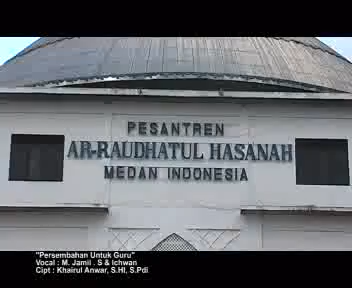 PESANTREN
AR-RAUDHATUL HASANAH
MEDAN INDONESIA
"Persembahan Untuk Guru"
Vocal : M. Jamil . S & Ichwan
Cipt : Khairul Anwar, S.HI, S.Pdi